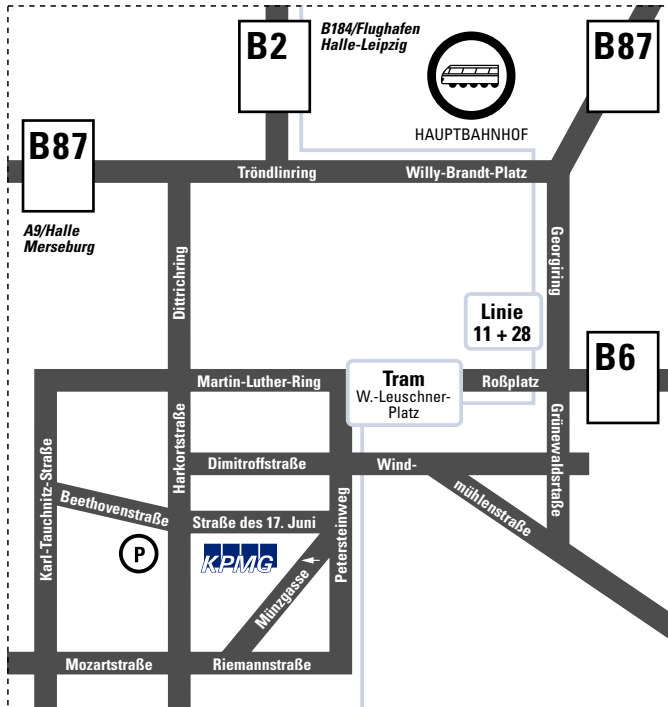 B2
B184/Flughafen
Halle-Leipzig
HAUPTBAHNHOF
B87
B87
A9/Halle
Merseburg
Tröndlinring
Willy-Brandt-Platz
Dittrichring
Georgiring
Linie
11 + 28
Martin-Luther-Ring
Tram
W.-Leuschner-
Platz
Roßplatz
B6
Karl-Tauchnitz-Straße
Harkortstraße
Dimitroffstraße
Wind-
mühlenstraße
Grünewaldsrtaße
Beethovenstraße
Straße des 17. Juni
Petersteinweg
P
KPMG
Münzgasse
Mozartstraße
Riemannstraße